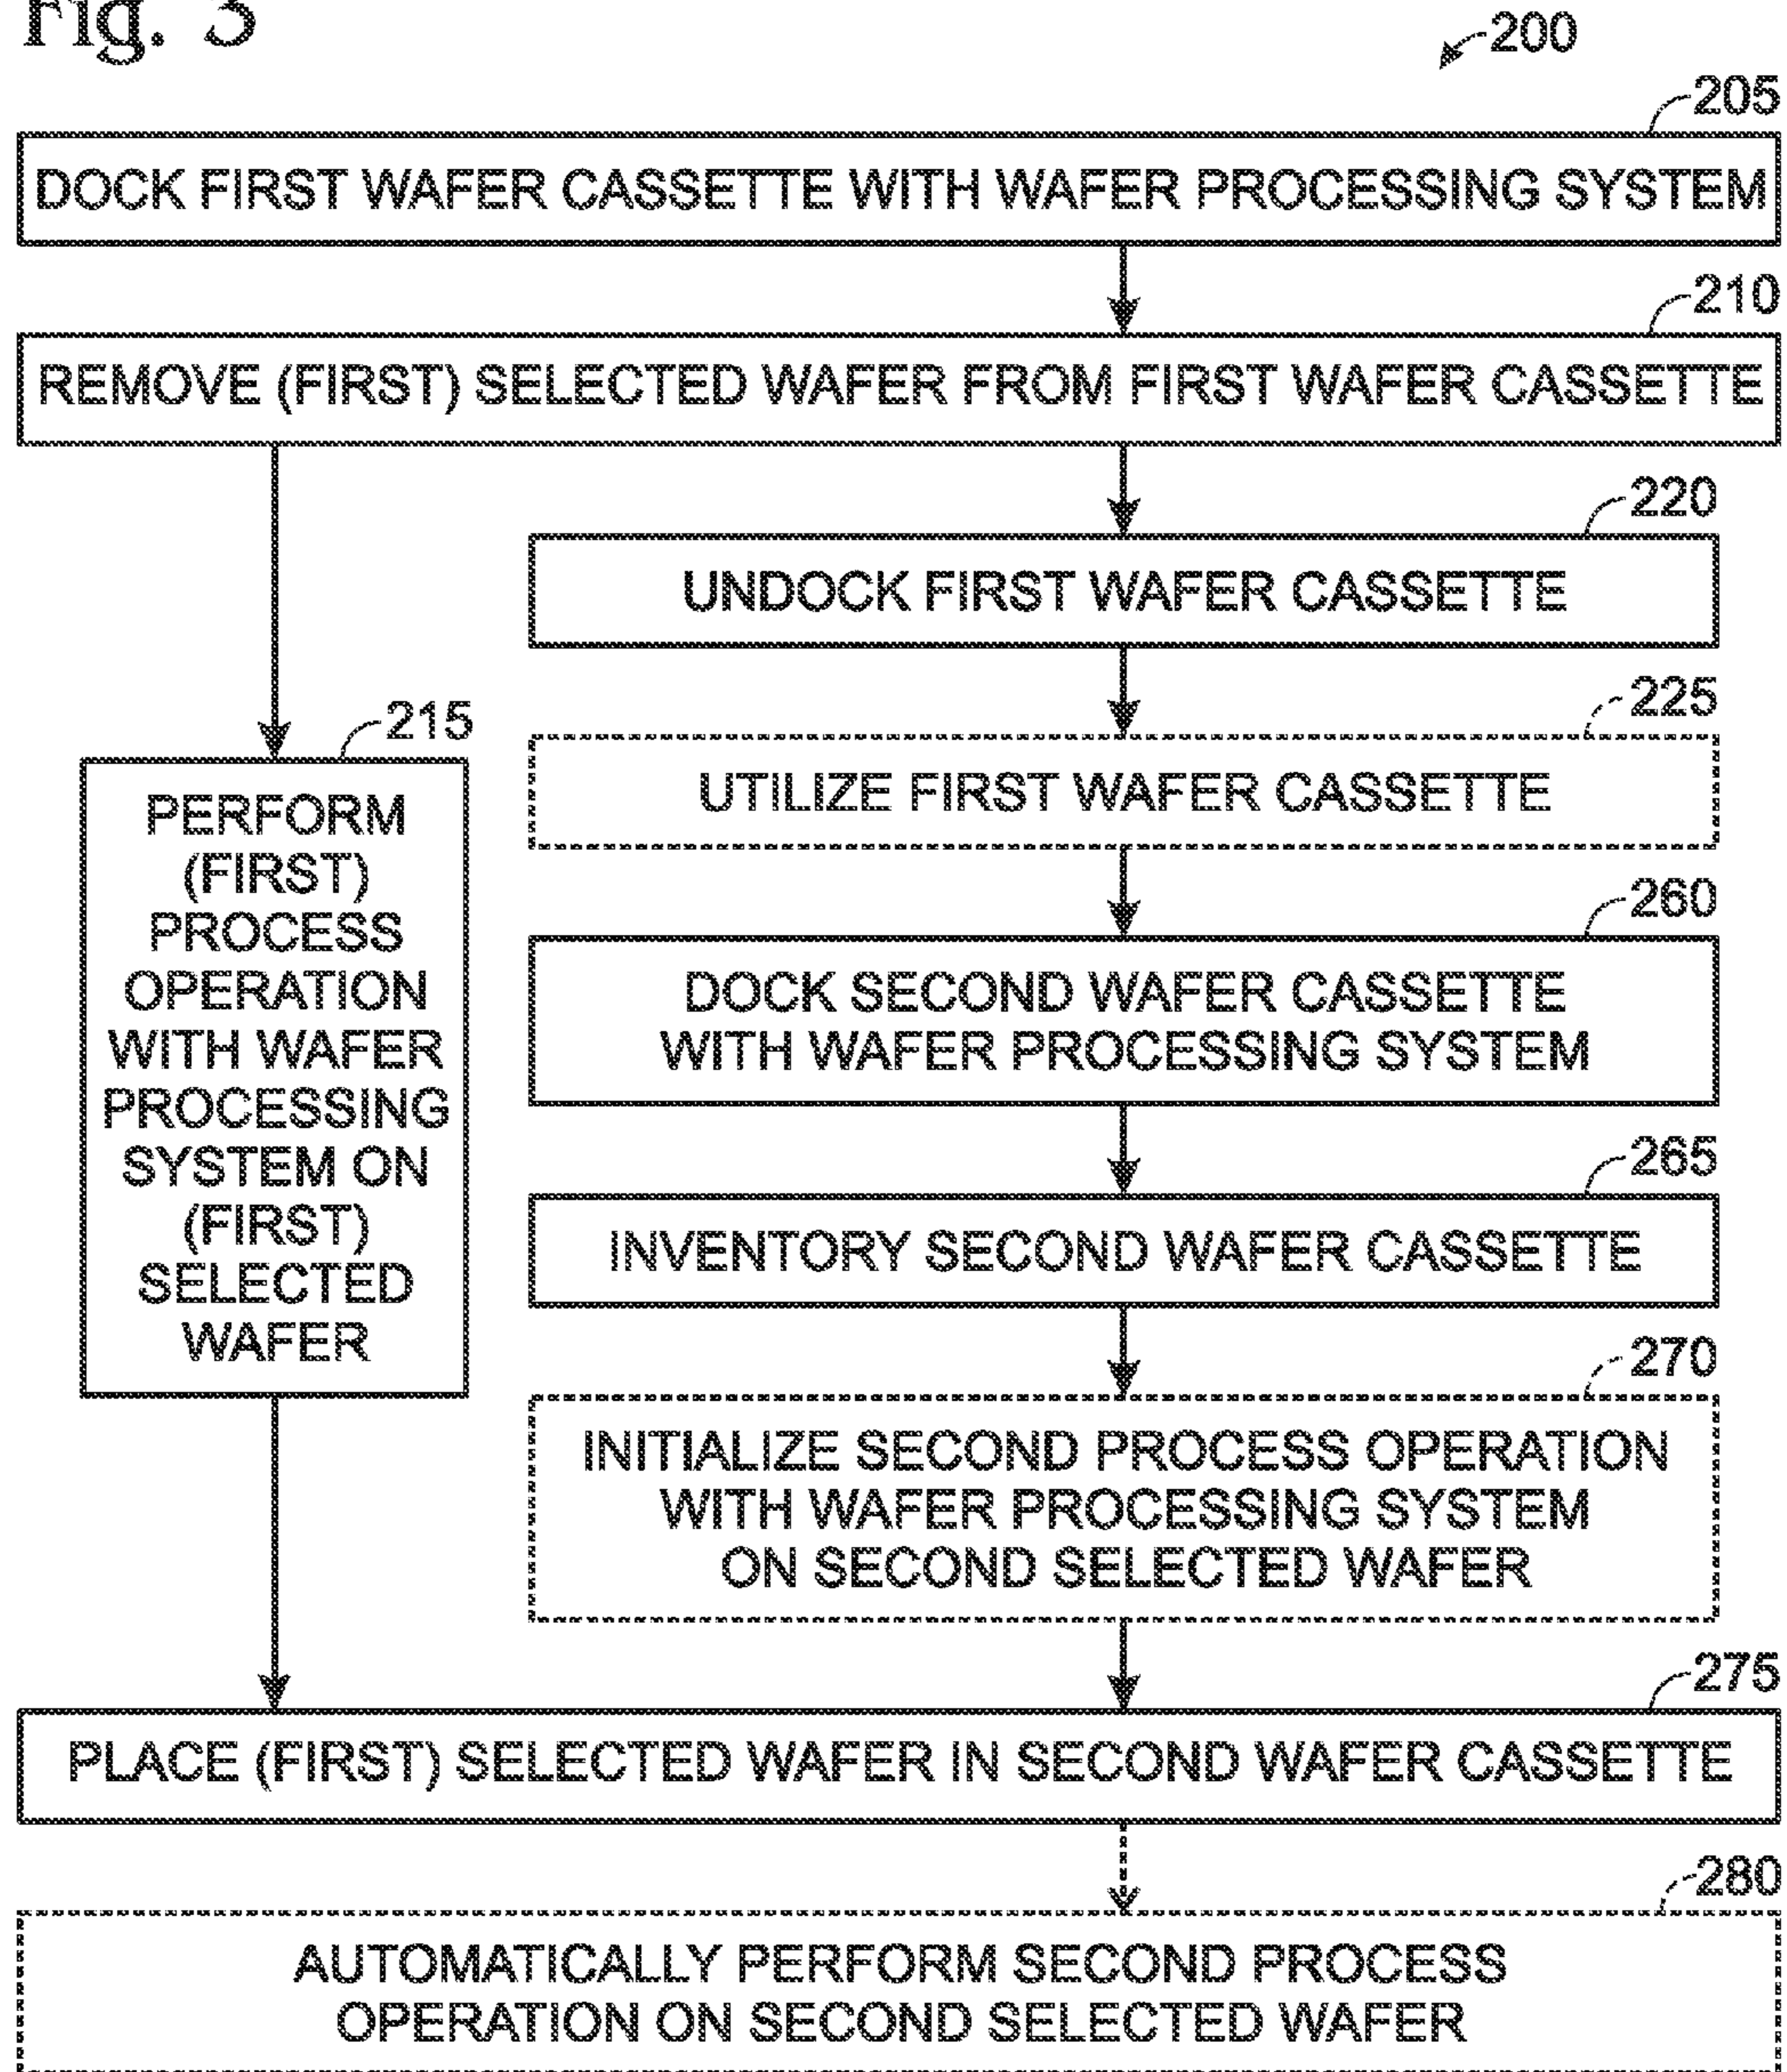 Fig. 3
200
205
DOCK FIRST WAFER CASSETTE WITH WAFER PROCESSING SYSTEM
210
REMOVE (FIRST) SELECTED WAFER FROM FIRST WAFER CASSETTE
220
UNDOCK FIRST WAFER CASSETTE
225
UTILIZE FIRST WAFER CASSETTE
215
PERFORM
(FIRST)
PROCESS
OPERATION
WITH WAFER
PROCESSING
SYSTEM ON
(FIRST)
SELECTED
WAFER
260
DOCK SECOND WAFER CASSETTE
WITH WAFER PROCESSING SYSTEM
265
INVENTORY SECOND WAFER CASSETTE
270
INITIALIZE SECOND PROCESS OPERATION
WITH WAFER PROCESSING SYSTEM
ON SECOND SELECTED WAFER
275
PLACE (FIRST) SELECTED WAFER IN SECOND WAFER CASSETTE
280
AUTOMATICALLY PERFORM SECOND PROCESS
OPERATION ON SECOND SELECTED WAFER